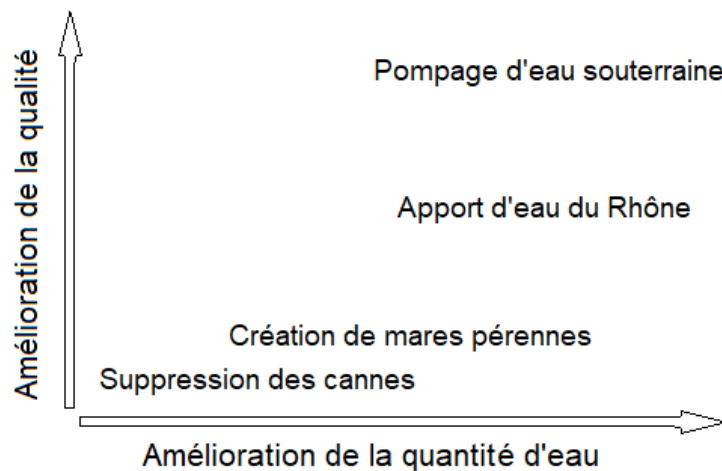 Amélioration de la qualité
Pompage d'eau souterraine
Apport d'eau du Rhône
Création de mares pérennes
Suppression des cannes
Amélioration de la quantité d'eau